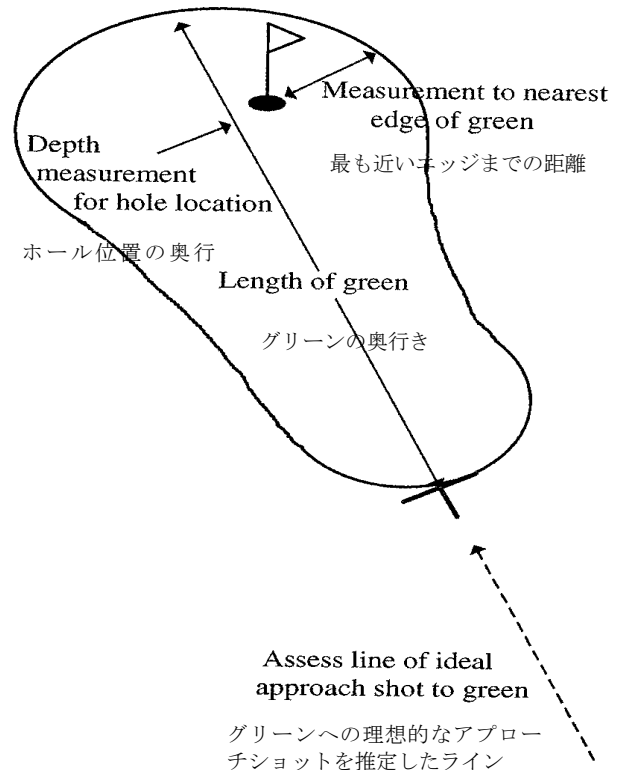 Measurement to nearest
edge of green
最も近いエッジまでの距離
Depth
measurement
for hole location
ホール位置の奥行
Length of green
グリーンの奥行き
Assess line of ideal
approach shot to green
グリーンへの理想的なアプロー
チショットを推定したライン